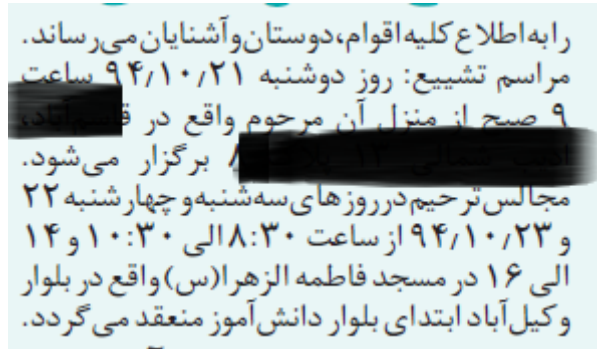 را به اطلاع کلیه اقوام، دوستان و آشنایان می رساند.
مراسم تشییع: روز دوشنبه ۹۴/۱۰/۲۱ ساعت
۹ صبح از منزل آن مرحوم واقع در
برگزار می شود.
مجالس ترحیم در روزهای سه شنبه و چهارشنبه ۲۲
و ۹۴/۱۰/۲۳ از ساعت ۸:۳۰ الی ۱۰:۳۰ و ۱۴
الی ۱۶ در مسجد فاطمه الزهرا (س) واقع در بلوار
وکیل آباد ابتدای بلوار دانش آموز منعقد می گردد.